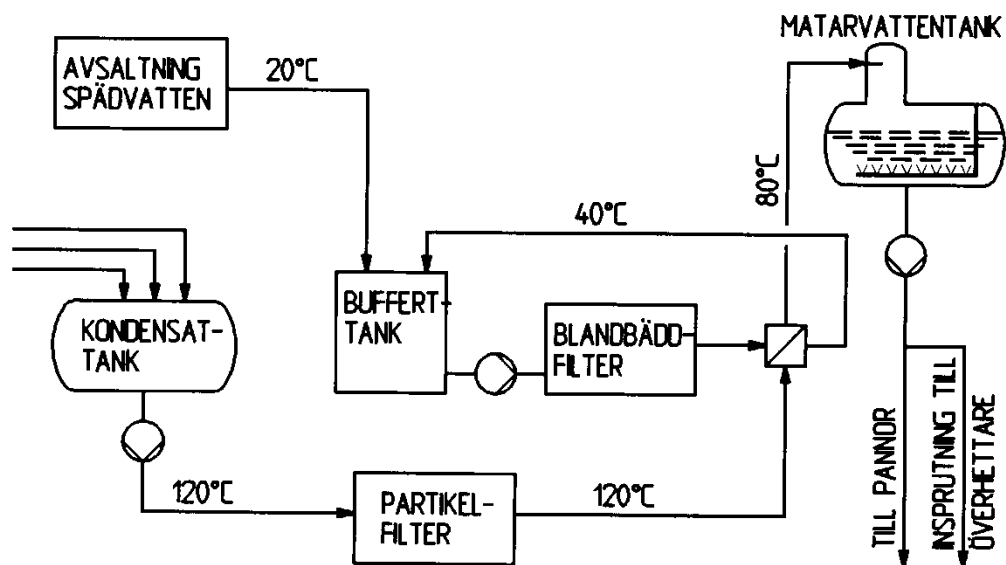 MATARVATTENTANK
AVSALTNING
SPÄDVATTEN
20°C
80°C
40°C
BUFFERT-
TANK
KONDENSAT-
TANK
BLANDBÄDD-
FILTER
120°C
PARTIKEL-
FILTER
120°C
TILL PANNOR
INSPRUTNING TILL
ÖVERHETTARE